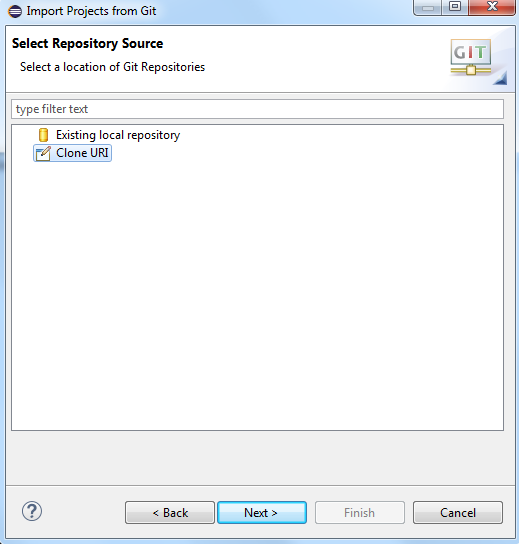 Import Projects from Git
Select Repository Source
Select a location of Git Repositories
GIT
type filter text
Existing local repository
Clone URI
?
< Back
Next >
Finish
Cancel